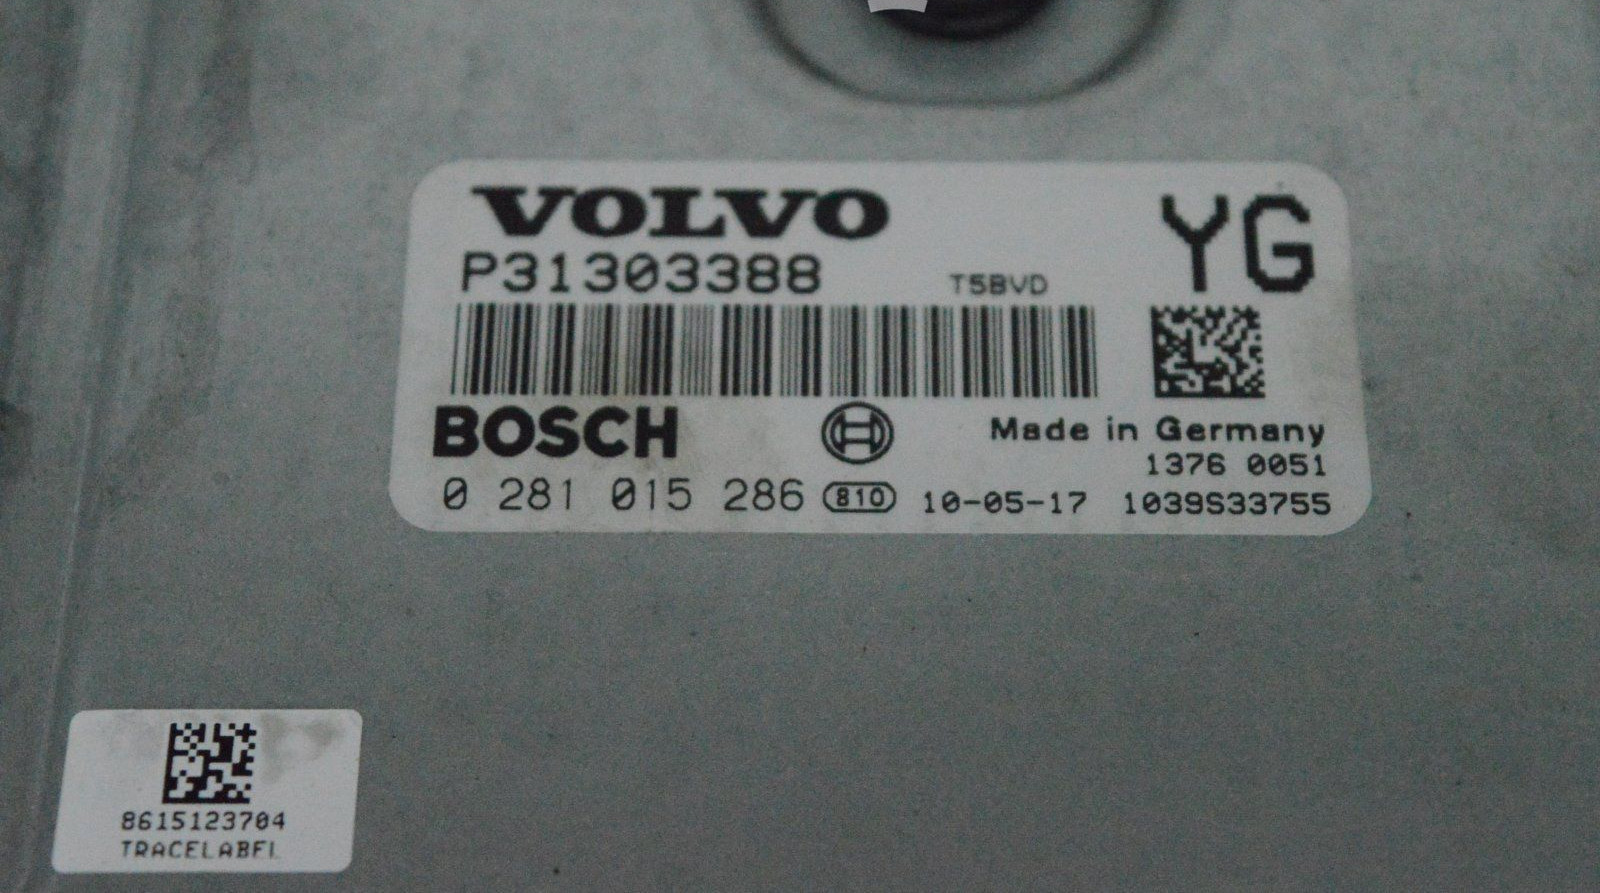 VOLVO
YG
P31303388 T5BVD
BOSCH
Made in Germany
1376 0051
0 281 015 286 810 10-05-17 1039S33755
8615123704
TRACELABEL